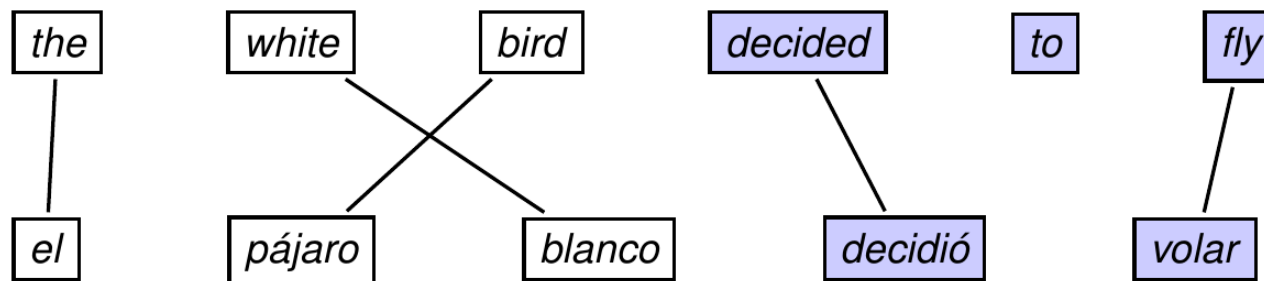 the white bird decided to fly
el pájaro blanco decidió volar